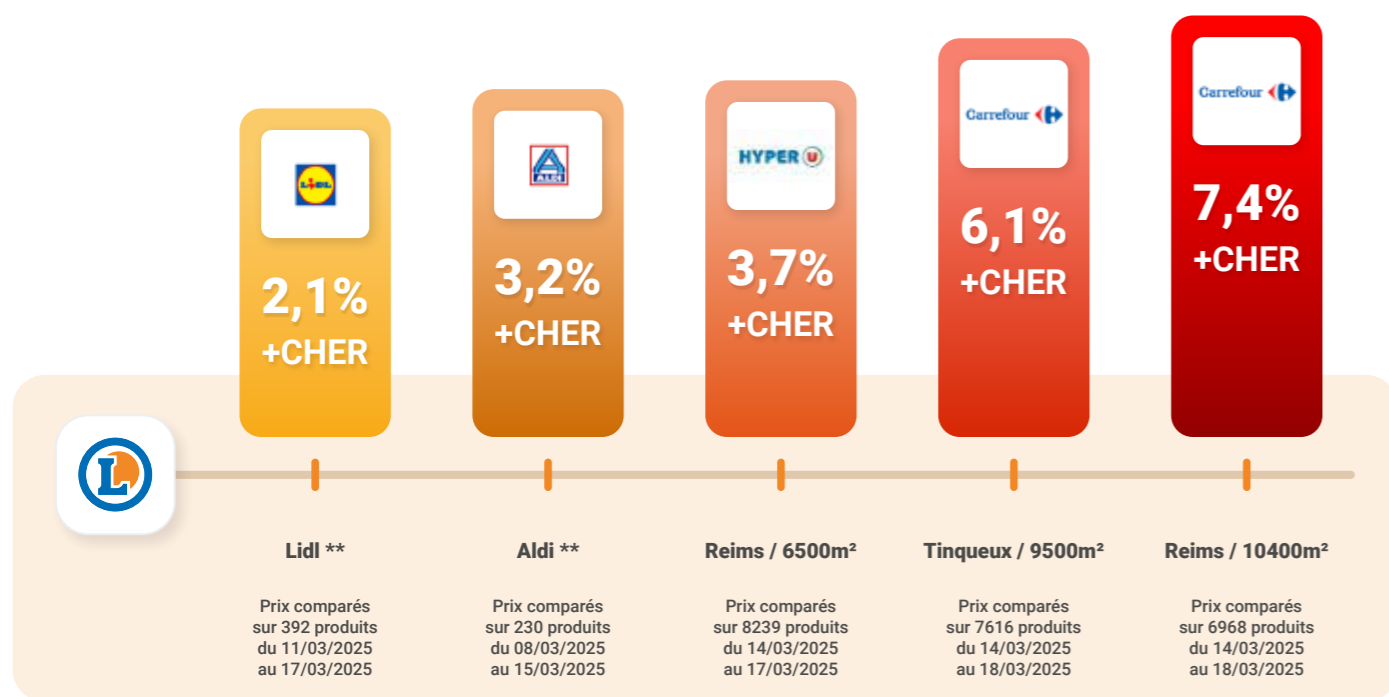 LIDL
2,1%
+CHER
ALDI
3,2%
+CHER
HYPER U
3,7%
+CHER
Carrefour
6,1%
+CHER
Carrefour
7,4%
+CHER
L
Lidl **
Prix comparés
sur 392 produits
du 11/03/2025
au 17/03/2025
Aldi **
Prix comparés
sur 230 produits
du 08/03/2025
au 15/03/2025
Reims / 6500m²
Prix comparés
sur 8239 produits
du 14/03/2025
au 17/03/2025
Tinqueux / 9500m²
Prix comparés
sur 7616 produits
du 14/03/2025
au 18/03/2025
Reims / 10400m²
Prix comparés
sur 6968 produits
du 14/03/2025
au 18/03/2025